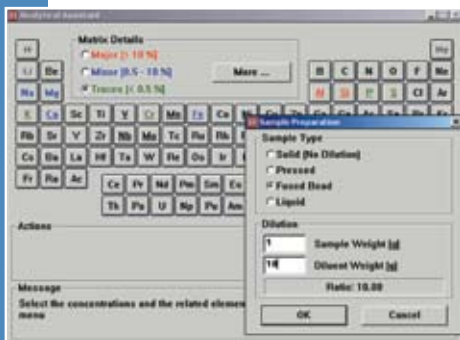 Analytical Assistant
Matrix Details
Major [> 10 %]
Minor [0.5 - 10 %]
Traces [< 0.5 %]
More ...
H He
Li Be B C N O F Ne
Na Mg Al Si P S Cl Ar
K Ca Sc Ti V Cr Mn Fe Co
Rb Sr Y Zr Nb Mo Tc Ru
Cs Ba La Hf Ta W Re Os Ir
Fr Ra Ac
Ce Pr Nd Pm Sm Eu
Th Pa U Np Pu Am
Actions
Message
Select the concentrations and the related elemen
menu
Sample Preparation
Sample Type
Solid (No Dilution)
Pressed
Fused Bead
Liquid
Dilution
1 Sample Weight [g]
10 Diluent Weight [g]
Ratio: 10.00
OK Cancel